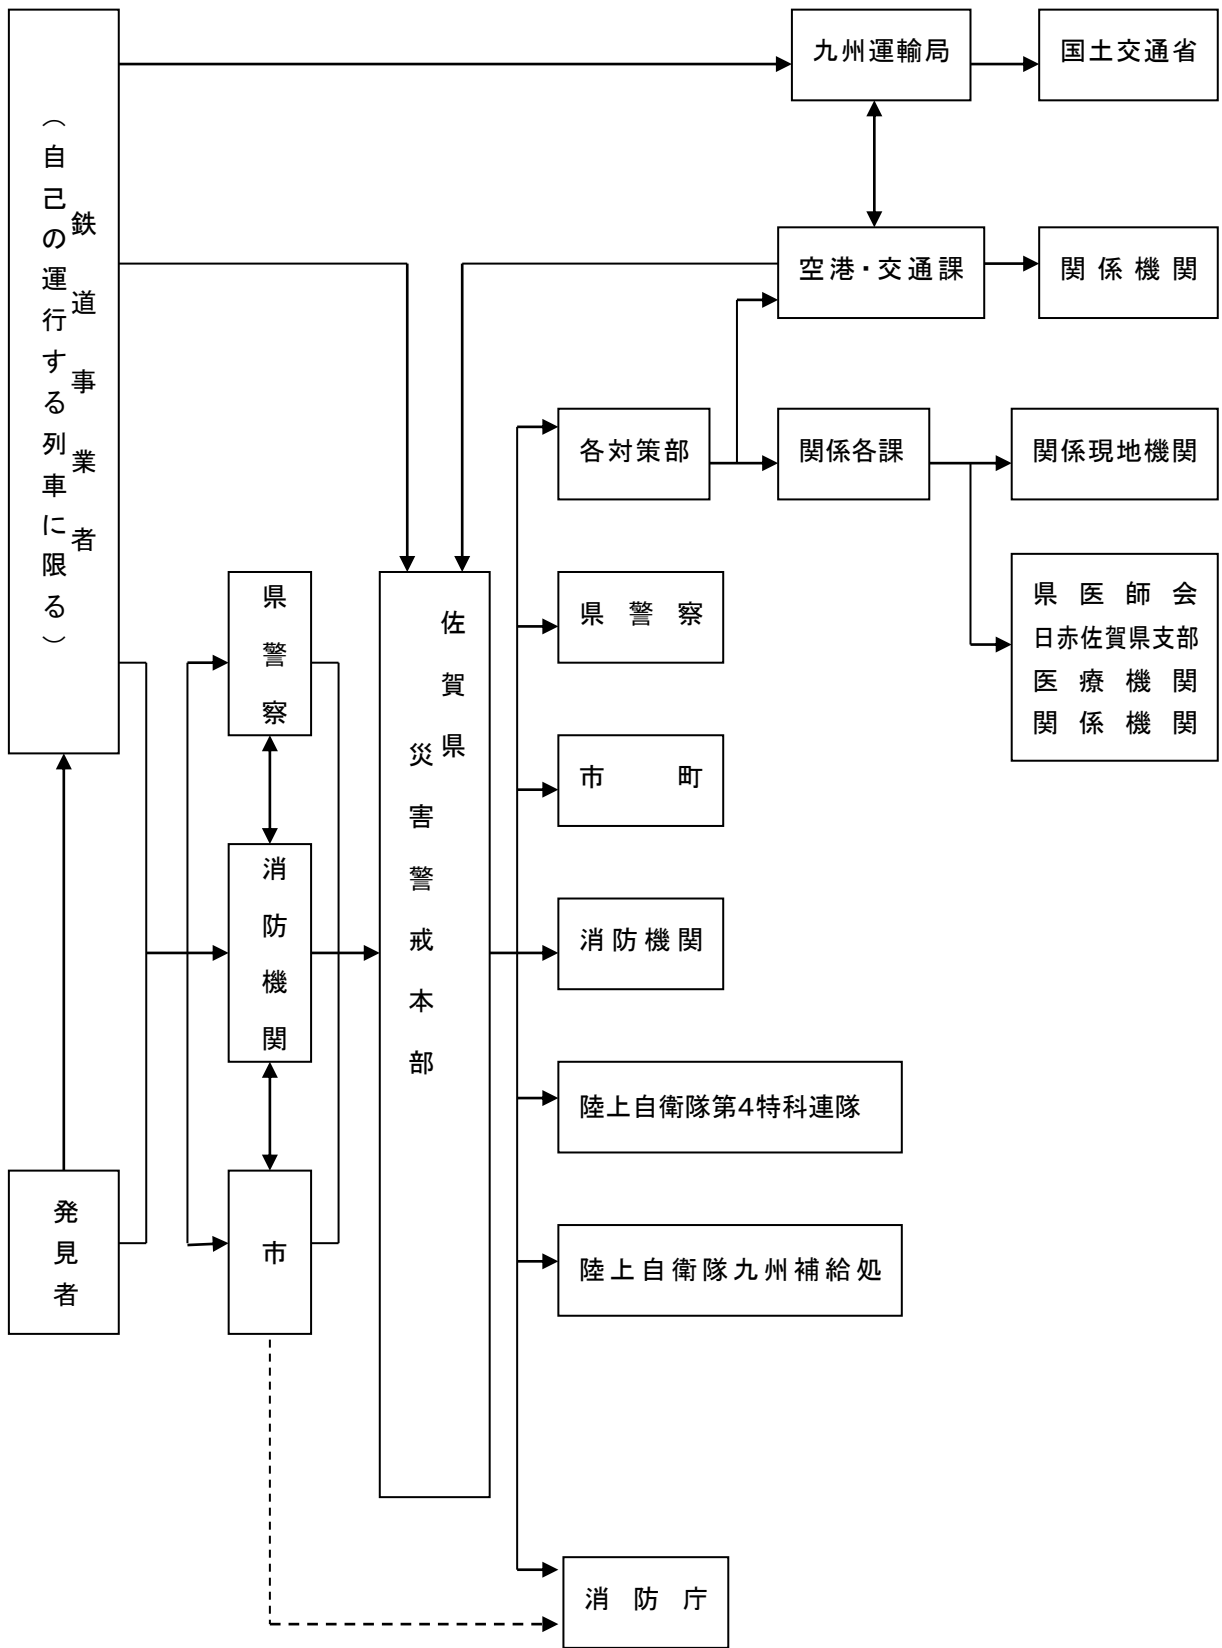 鉄道事業者
（自己の運行する列車に限る）
九州運輸局
国土交通省
空港・交通課
関係機関
各対策部
関係各課
関係現地機関
県医師会
日赤佐賀県支部
医療機関
関係機関
県警察
消防機関
市
発見者
佐賀県
災害警戒本部
県警察
市町
消防機関
陸上自衛隊第4特科連隊
陸上自衛隊九州補給処
消防庁